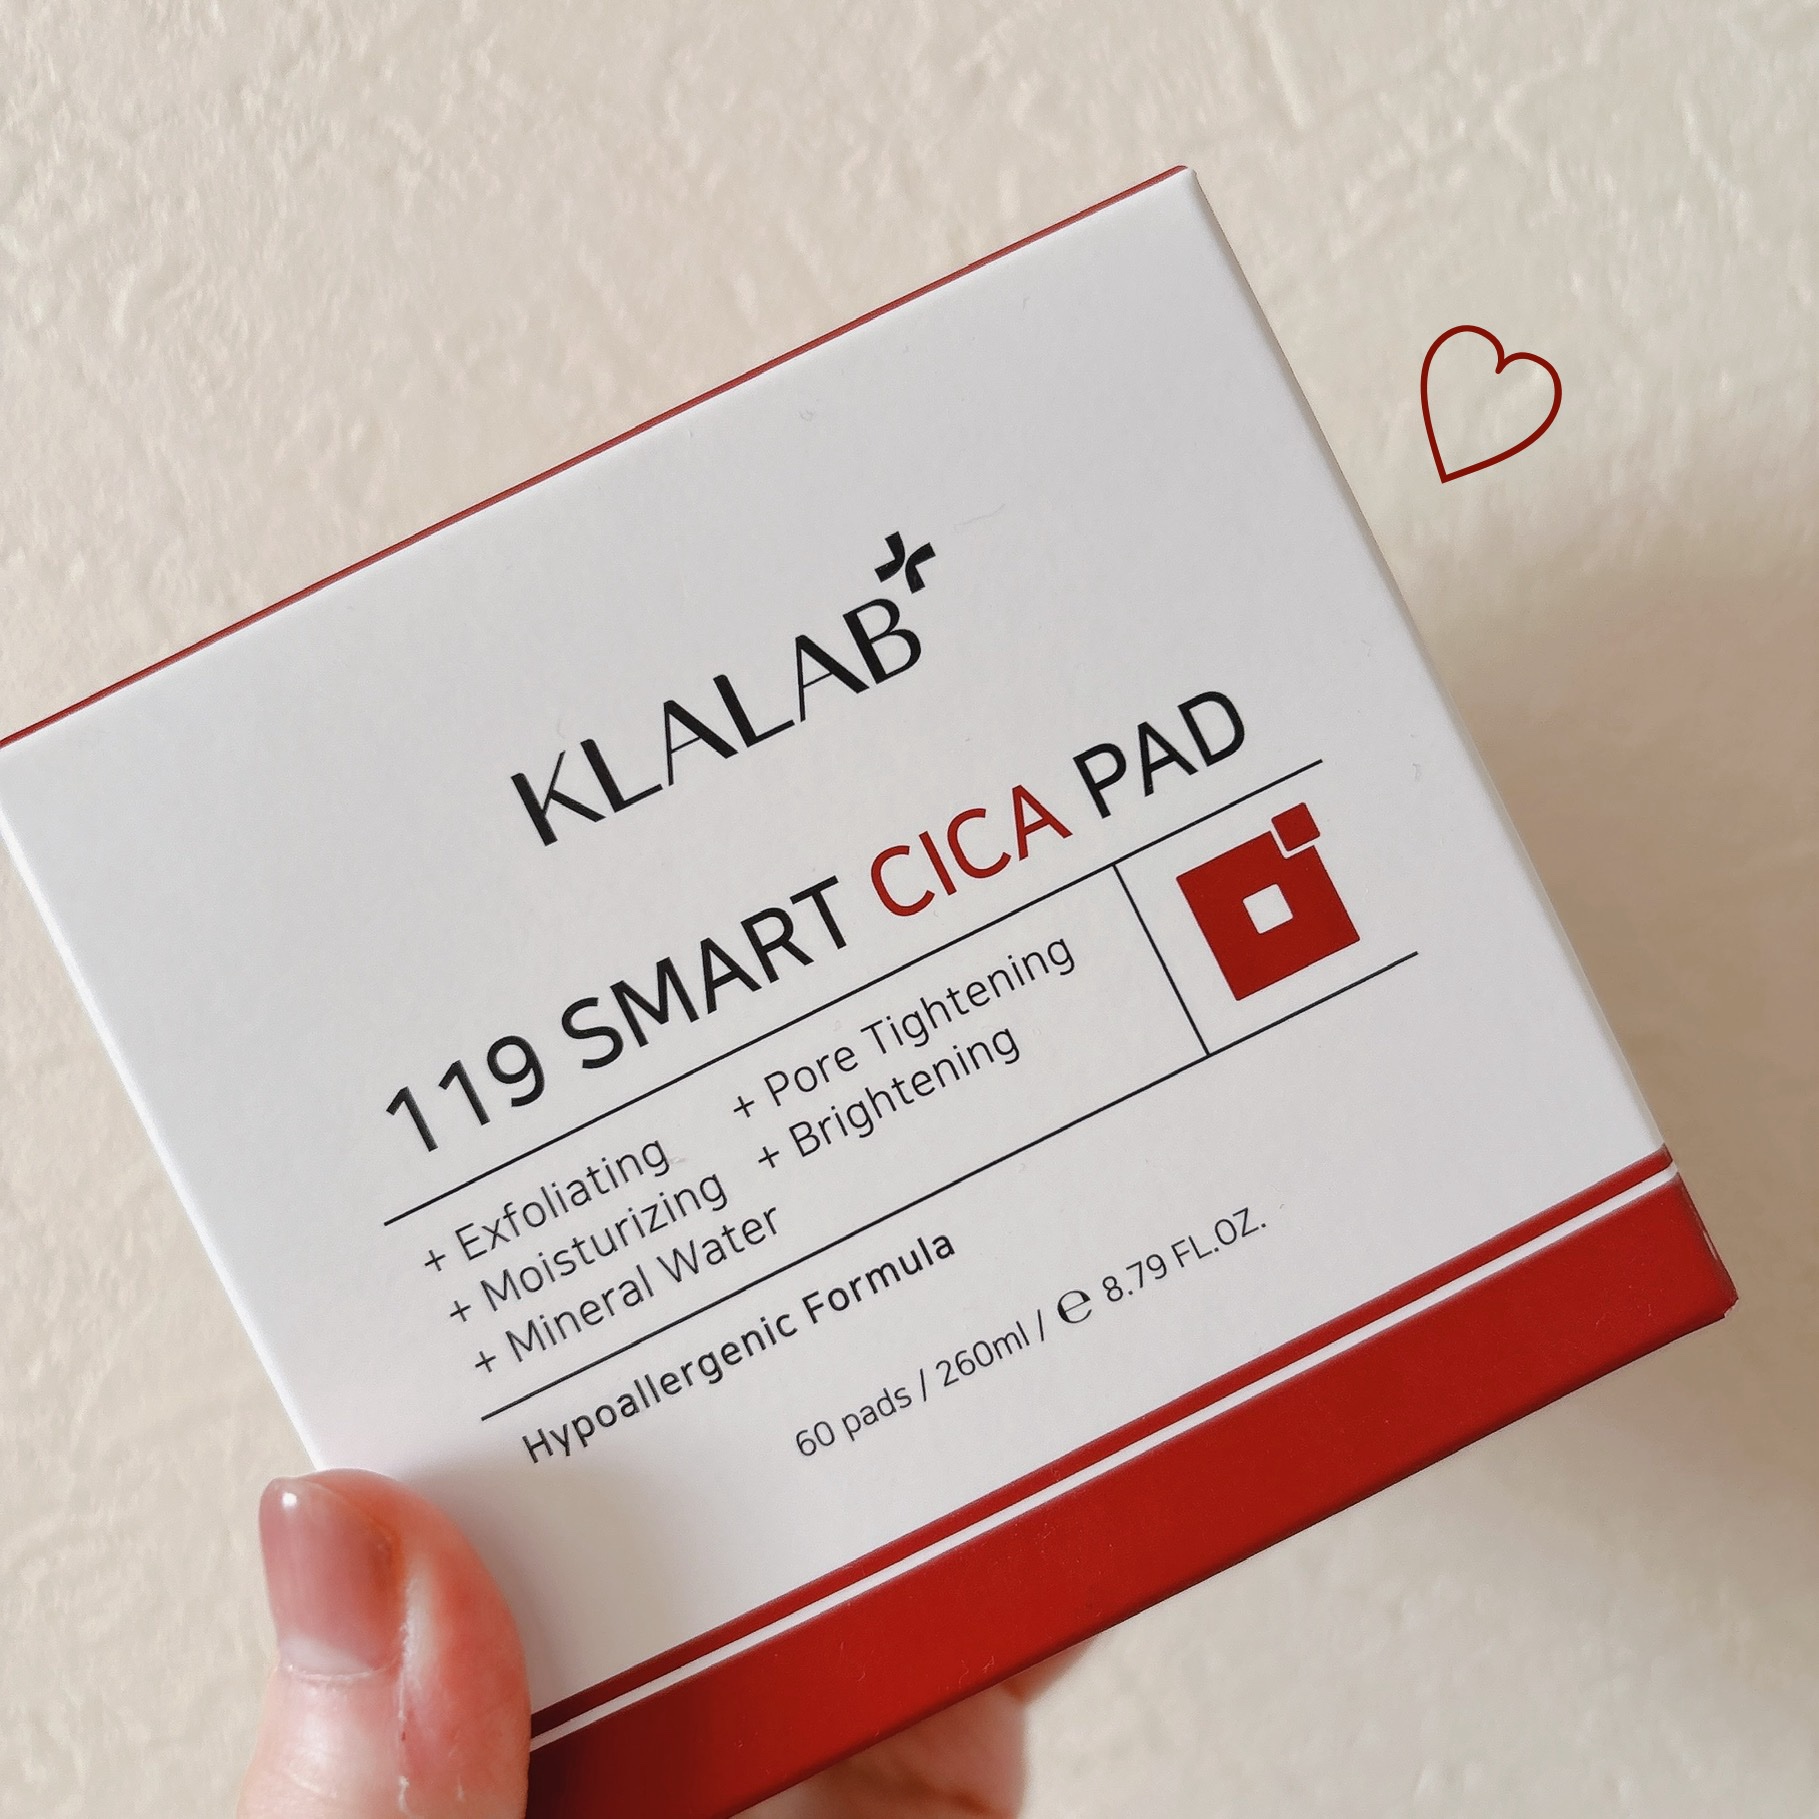 KLALAB
119 SMART CICA PAD
+ Exfoliating + Pore Tightening
+ Moisturizing + Brightening
+ Mineral Water
Hypoallergenic Formula
60 pads / 260ml / ℮ 8.79 FL.OZ.